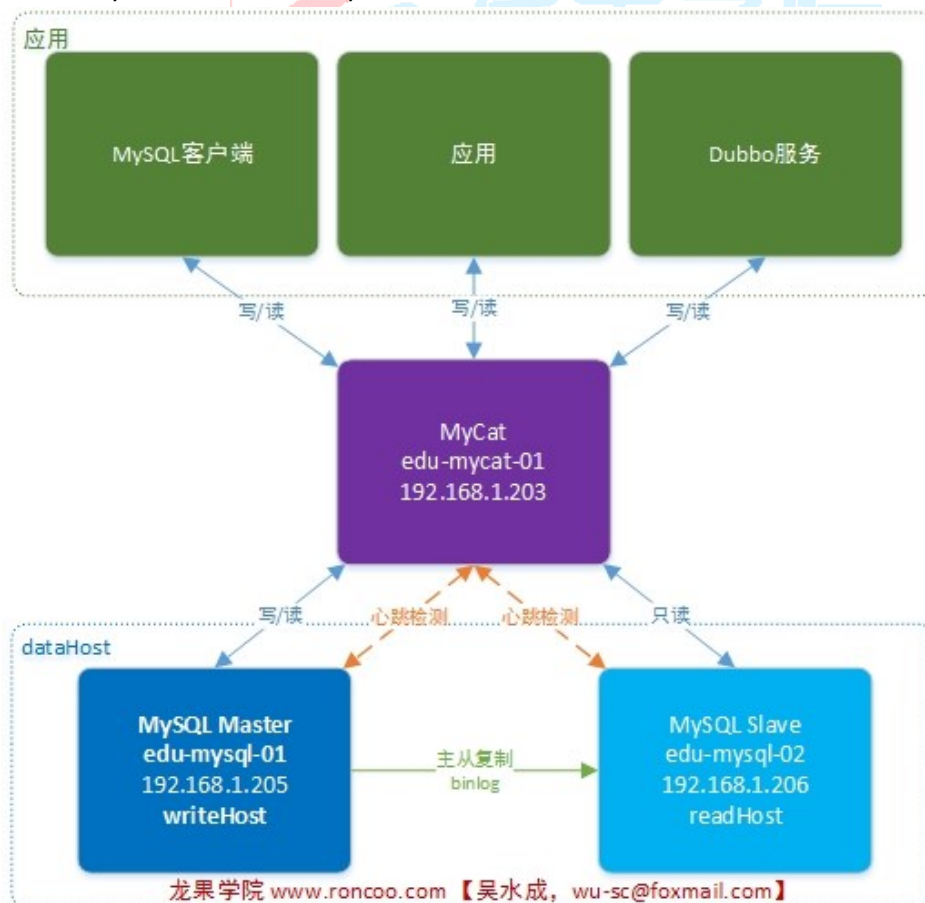 应用
MySQL客户端
应用
Dubbo服务
写/读
写/读
写/读
MyCat
edu-mycat-01
192.168.1.203
写/读
心跳检测
心跳检测
只读
dataHost
MySQL Master
edu-mysql-01
192.168.1.205
writeHost
主从复制
binlog
MySQL Slave
edu-mysql-02
192.168.1.206
readHost
龙果学院 www.roncoo.com 【吴水成，wu-sc@foxmail.com】